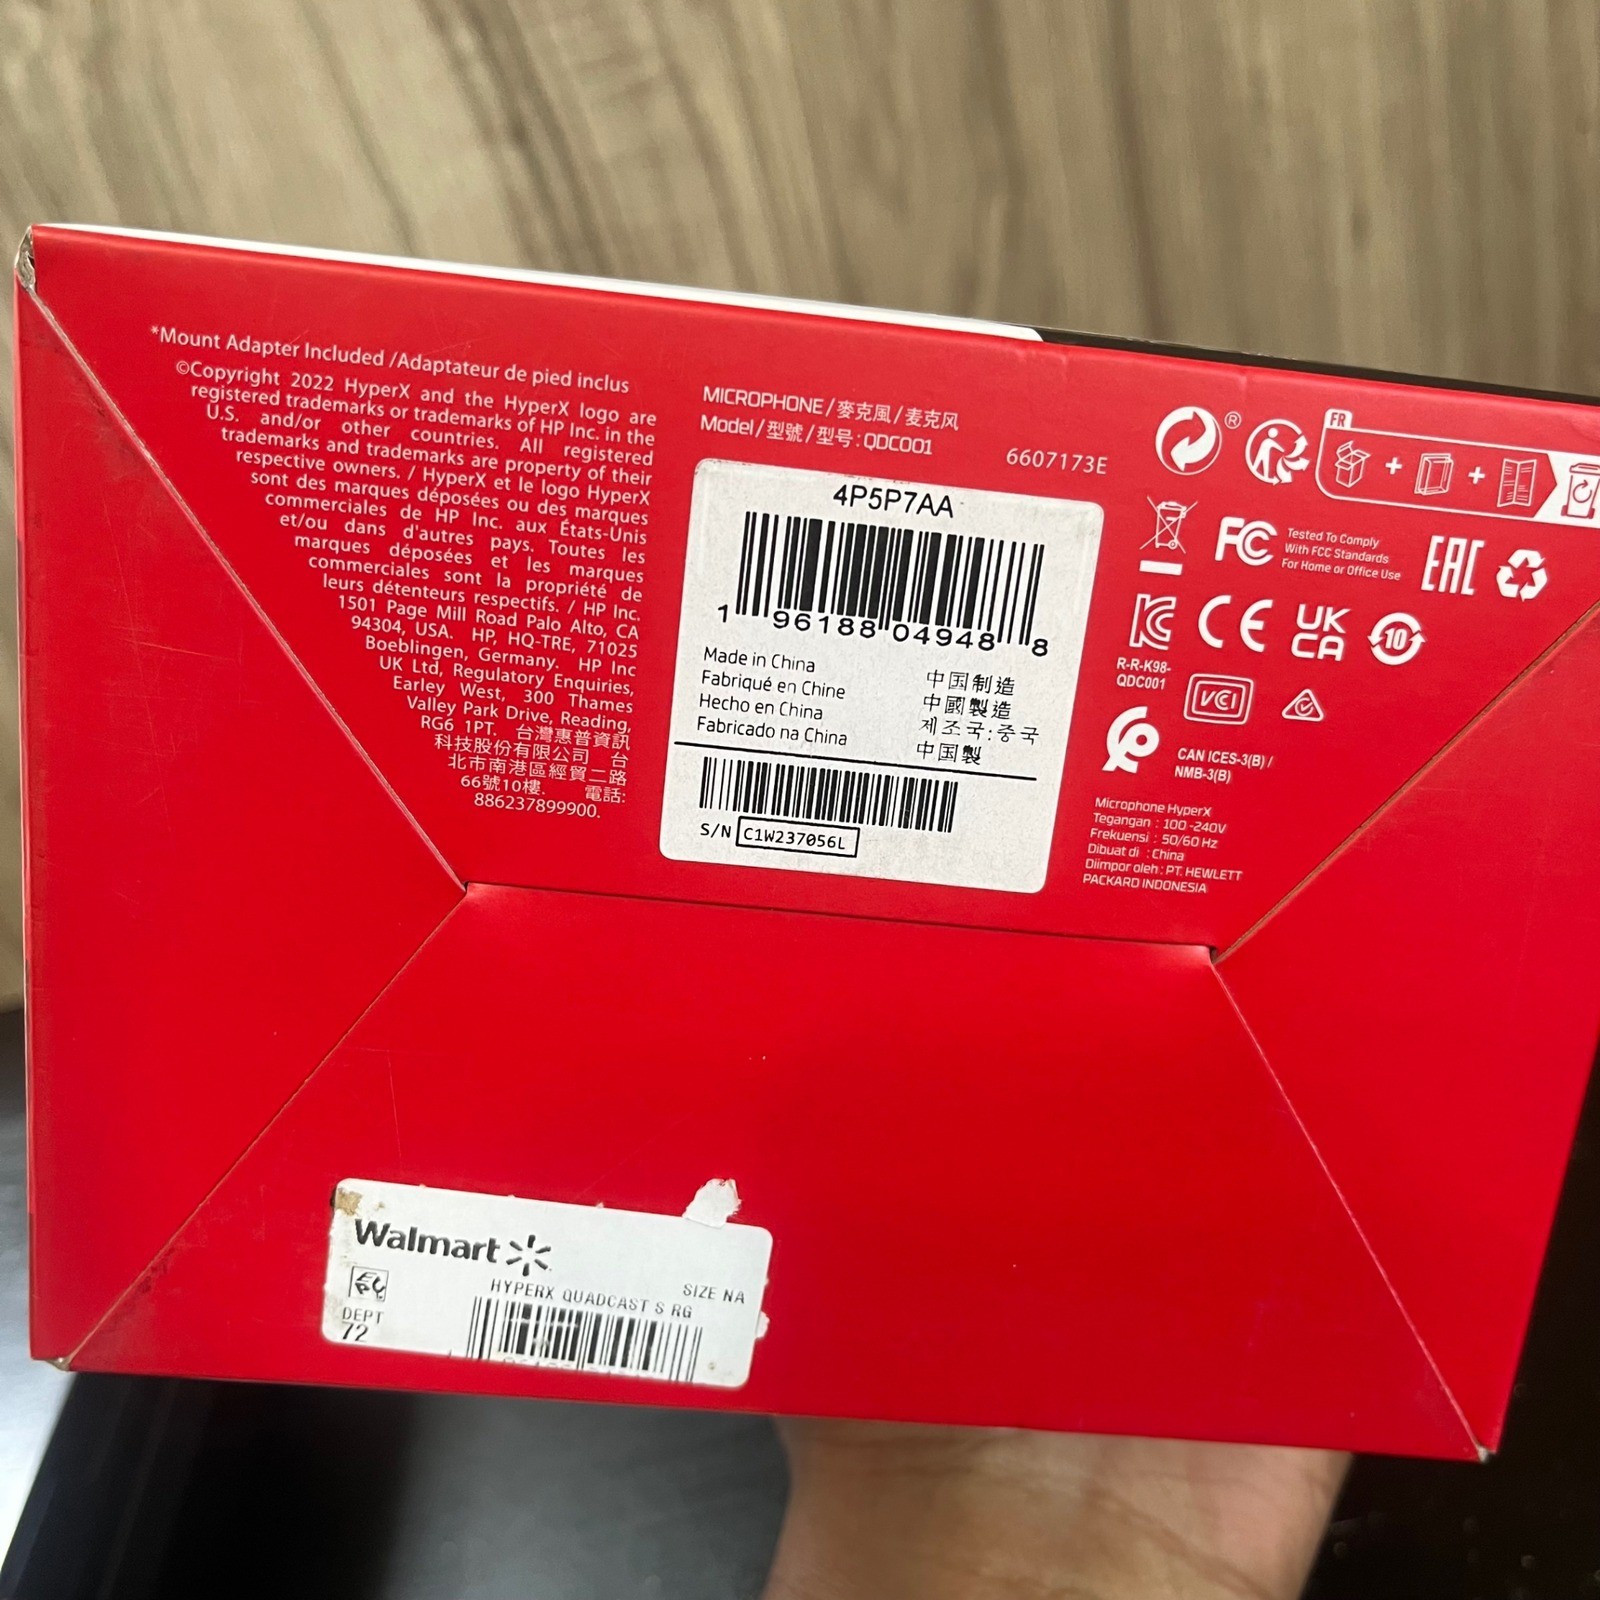 *Mount Adapter Included /Adaptateur de pied inclus
©Copyright 2022 HyperX and the HyperX logo are
registered trademarks or trademarks of HP Inc. in the
U.S. and/or other countries. All registered
trademarks and trademarks are property of their
respective owners. / HyperX et le logo HyperX
sont des marques déposées ou des marques
commerciales de HP Inc. aux États-Unis
et/ou dans d'autres pays. Toutes les
marques déposées et les marques
commerciales sont la propriété de
leurs détenteurs respectifs. / HP Inc.
1501 Page Mill Road Palo Alto, CA
94304, USA. HP, HQ-TRE, 71025
Boeblingen, Germany. HP Inc
UK Ltd, Regulatory Enquiries,
Earley West, 300 Thames
Valley Park Drive, Reading,
RG6 1PT. 台灣惠普資訊
科技股份有限公司 台
北市南港區經貿二路
66號10樓. 電話:
886237899900.
MICROPHONE/麥克風/麦克风
Model/型號/型号:QDC001
6607173E
4P5P7AA
1 96188 04948 8
Made in China
Fabriqué en Chine
Hecho en China
Fabricado na China
中国制造
中國製造
제조국:중국
中国製
S/N C1W237056L
®
FR
FC
Tested To Comply
With FCC Standards
For Home or Office Use
EAC
CE
UK
CA
10
R-R-K98-
QDC001
VCI
CAN ICES-3(B) /
NMB-3(B)
Microphone HyperX
Tegangan : 100-240V
Frekuensi : 50/60 Hz
Dibuat di : China
Diimpor oleh: PT. HEWLETT
PACKARD INDONESIA
Walmart
HYPERX QUADCAST S RG
SIZE NA
DEPT
72